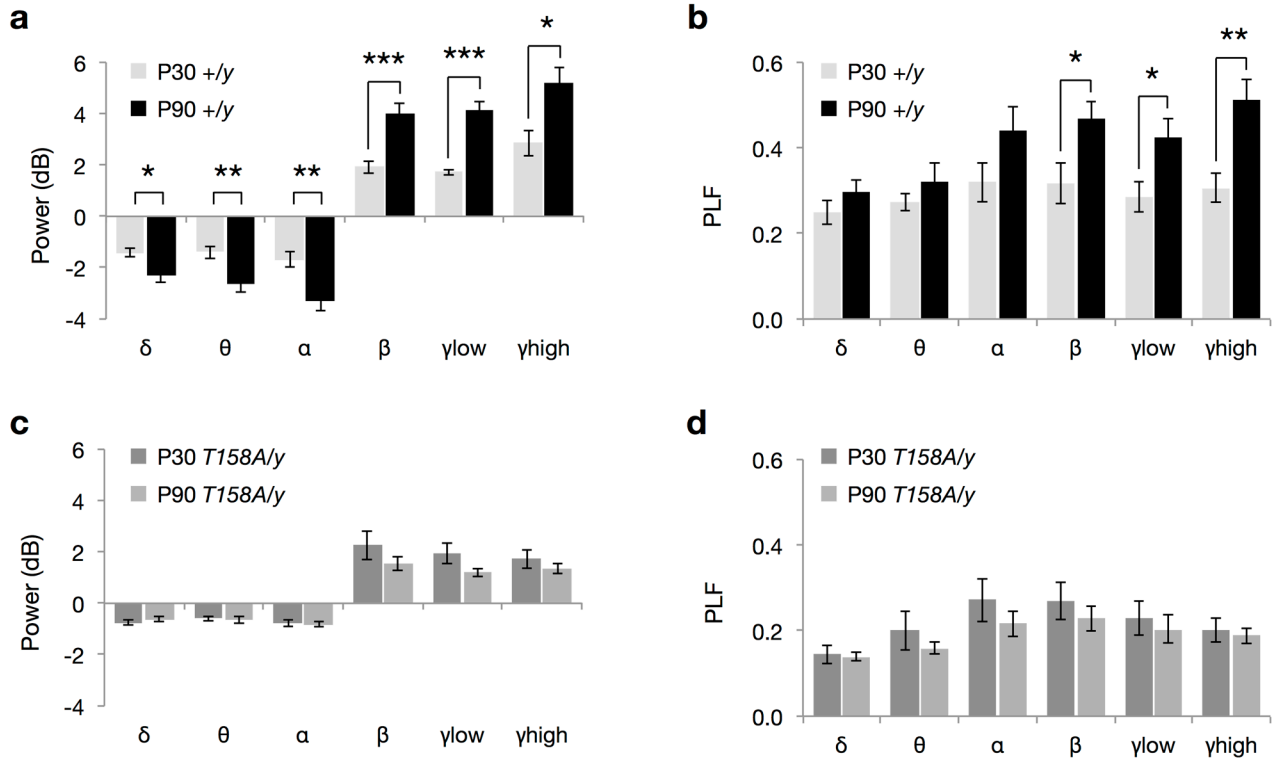 a
Power (dB)
6
4
2
0
-2
-4
P30 +/y
P90 +/y
*
**
**
***
***
*
δ θ α β γlow γhigh
b
PLF
0.6
0.4
0.2
0.0
P30 +/y
P90 +/y
*
*
**
δ θ α β γlow γhigh
c
Power (dB)
6
4
2
0
-2
-4
P30 T158A/y
P90 T158A/y
δ θ α β γlow γhigh
d
PLF
0.6
0.4
0.2
0.0
P30 T158A/y
P90 T158A/y
δ θ α β γlow γhigh